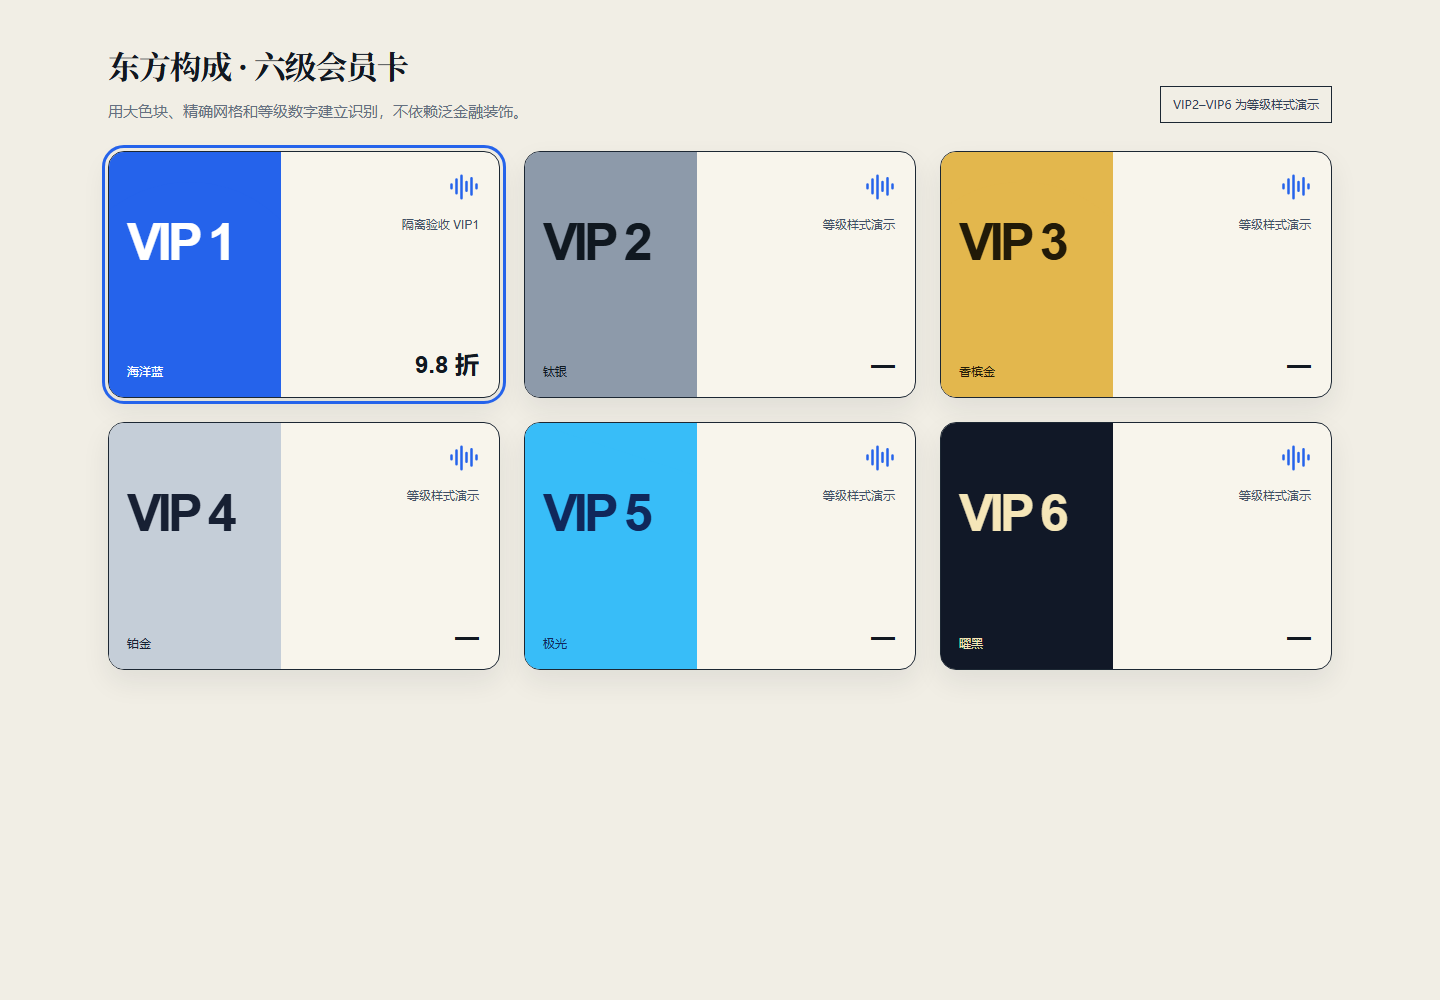 东方构成 · 六级会员卡
用大色块、精确网格和等级数字建立识别，不依赖泛金融装饰。
VIP2–VIP6 为等级样式演示
VIP 1
隔离验收 VIP1
海洋蓝
9.8 折
VIP 2
等级样式演示
钛银
—
VIP 3
等级样式演示
香槟金
—
VIP 4
等级样式演示
铂金
—
VIP 5
等级样式演示
极光
—
VIP 6
等级样式演示
曜黑
—